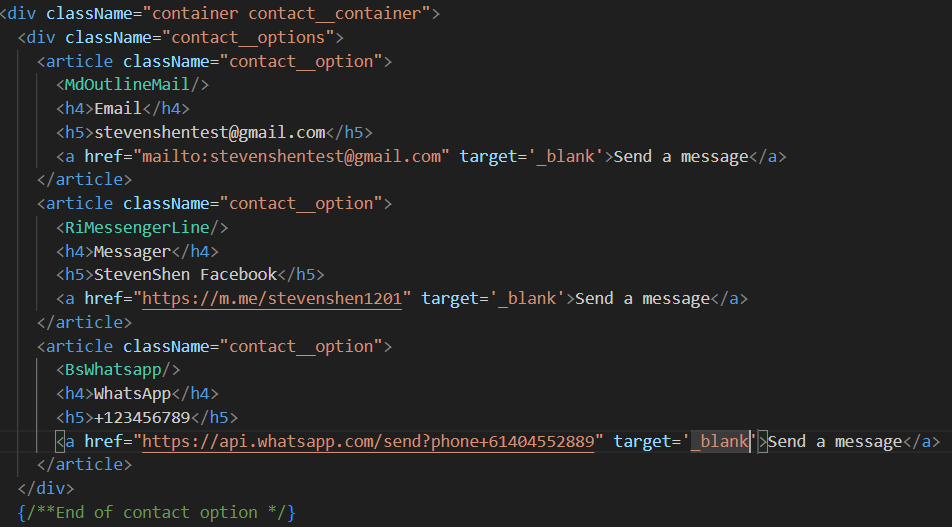 <div className="container contact__container">
<div className="contact__options">
<article className="contact__option">
<MdOutlineMail/>
<h4>Email</h4>
<h5>stevenshentest@gmail.com</h5>
<a href="mailto:stevenshentest@gmail.com" target='_blank'>Send a message</a>
</article>
<article className="contact__option">
<RiMessengerLine/>
<h4>Messager</h4>
<h5>StevenShen Facebook</h5>
<a href="https://m.me/stevenshen1201" target='_blank'>Send a message</a>
</article>
<article className="contact__option">
<BsWhatsapp/>
<h4>WhatsApp</h4>
<h5>+123456789</h5>
<a href="https://api.whatsapp.com/send?phone+61404552889" target='_blank'>Send a message</a>
</article>
</div>
{/**End of contact option */}